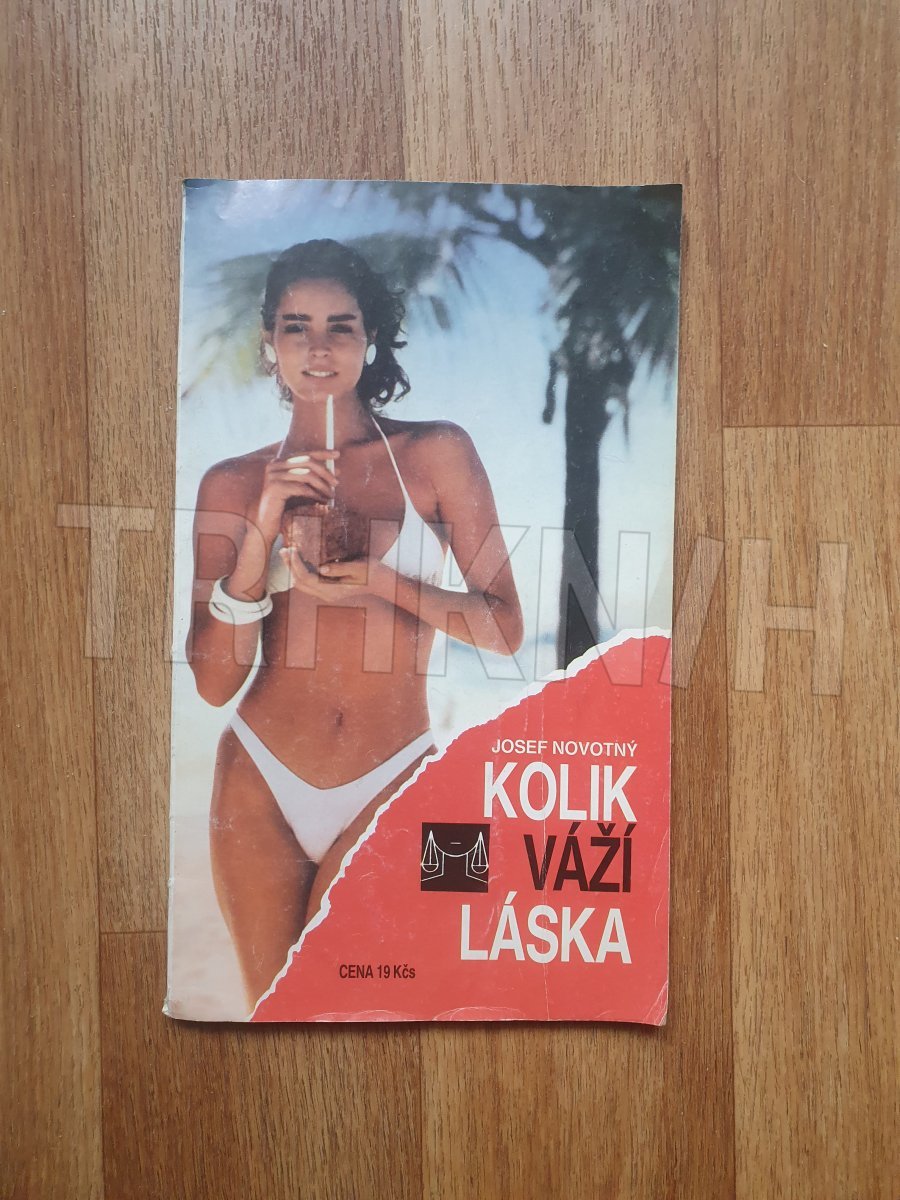 JOSEF NOVOTNÝ
KOLIK
VÁŽÍ
LÁSKA
CENA 19 Kčs
TRHKNIH